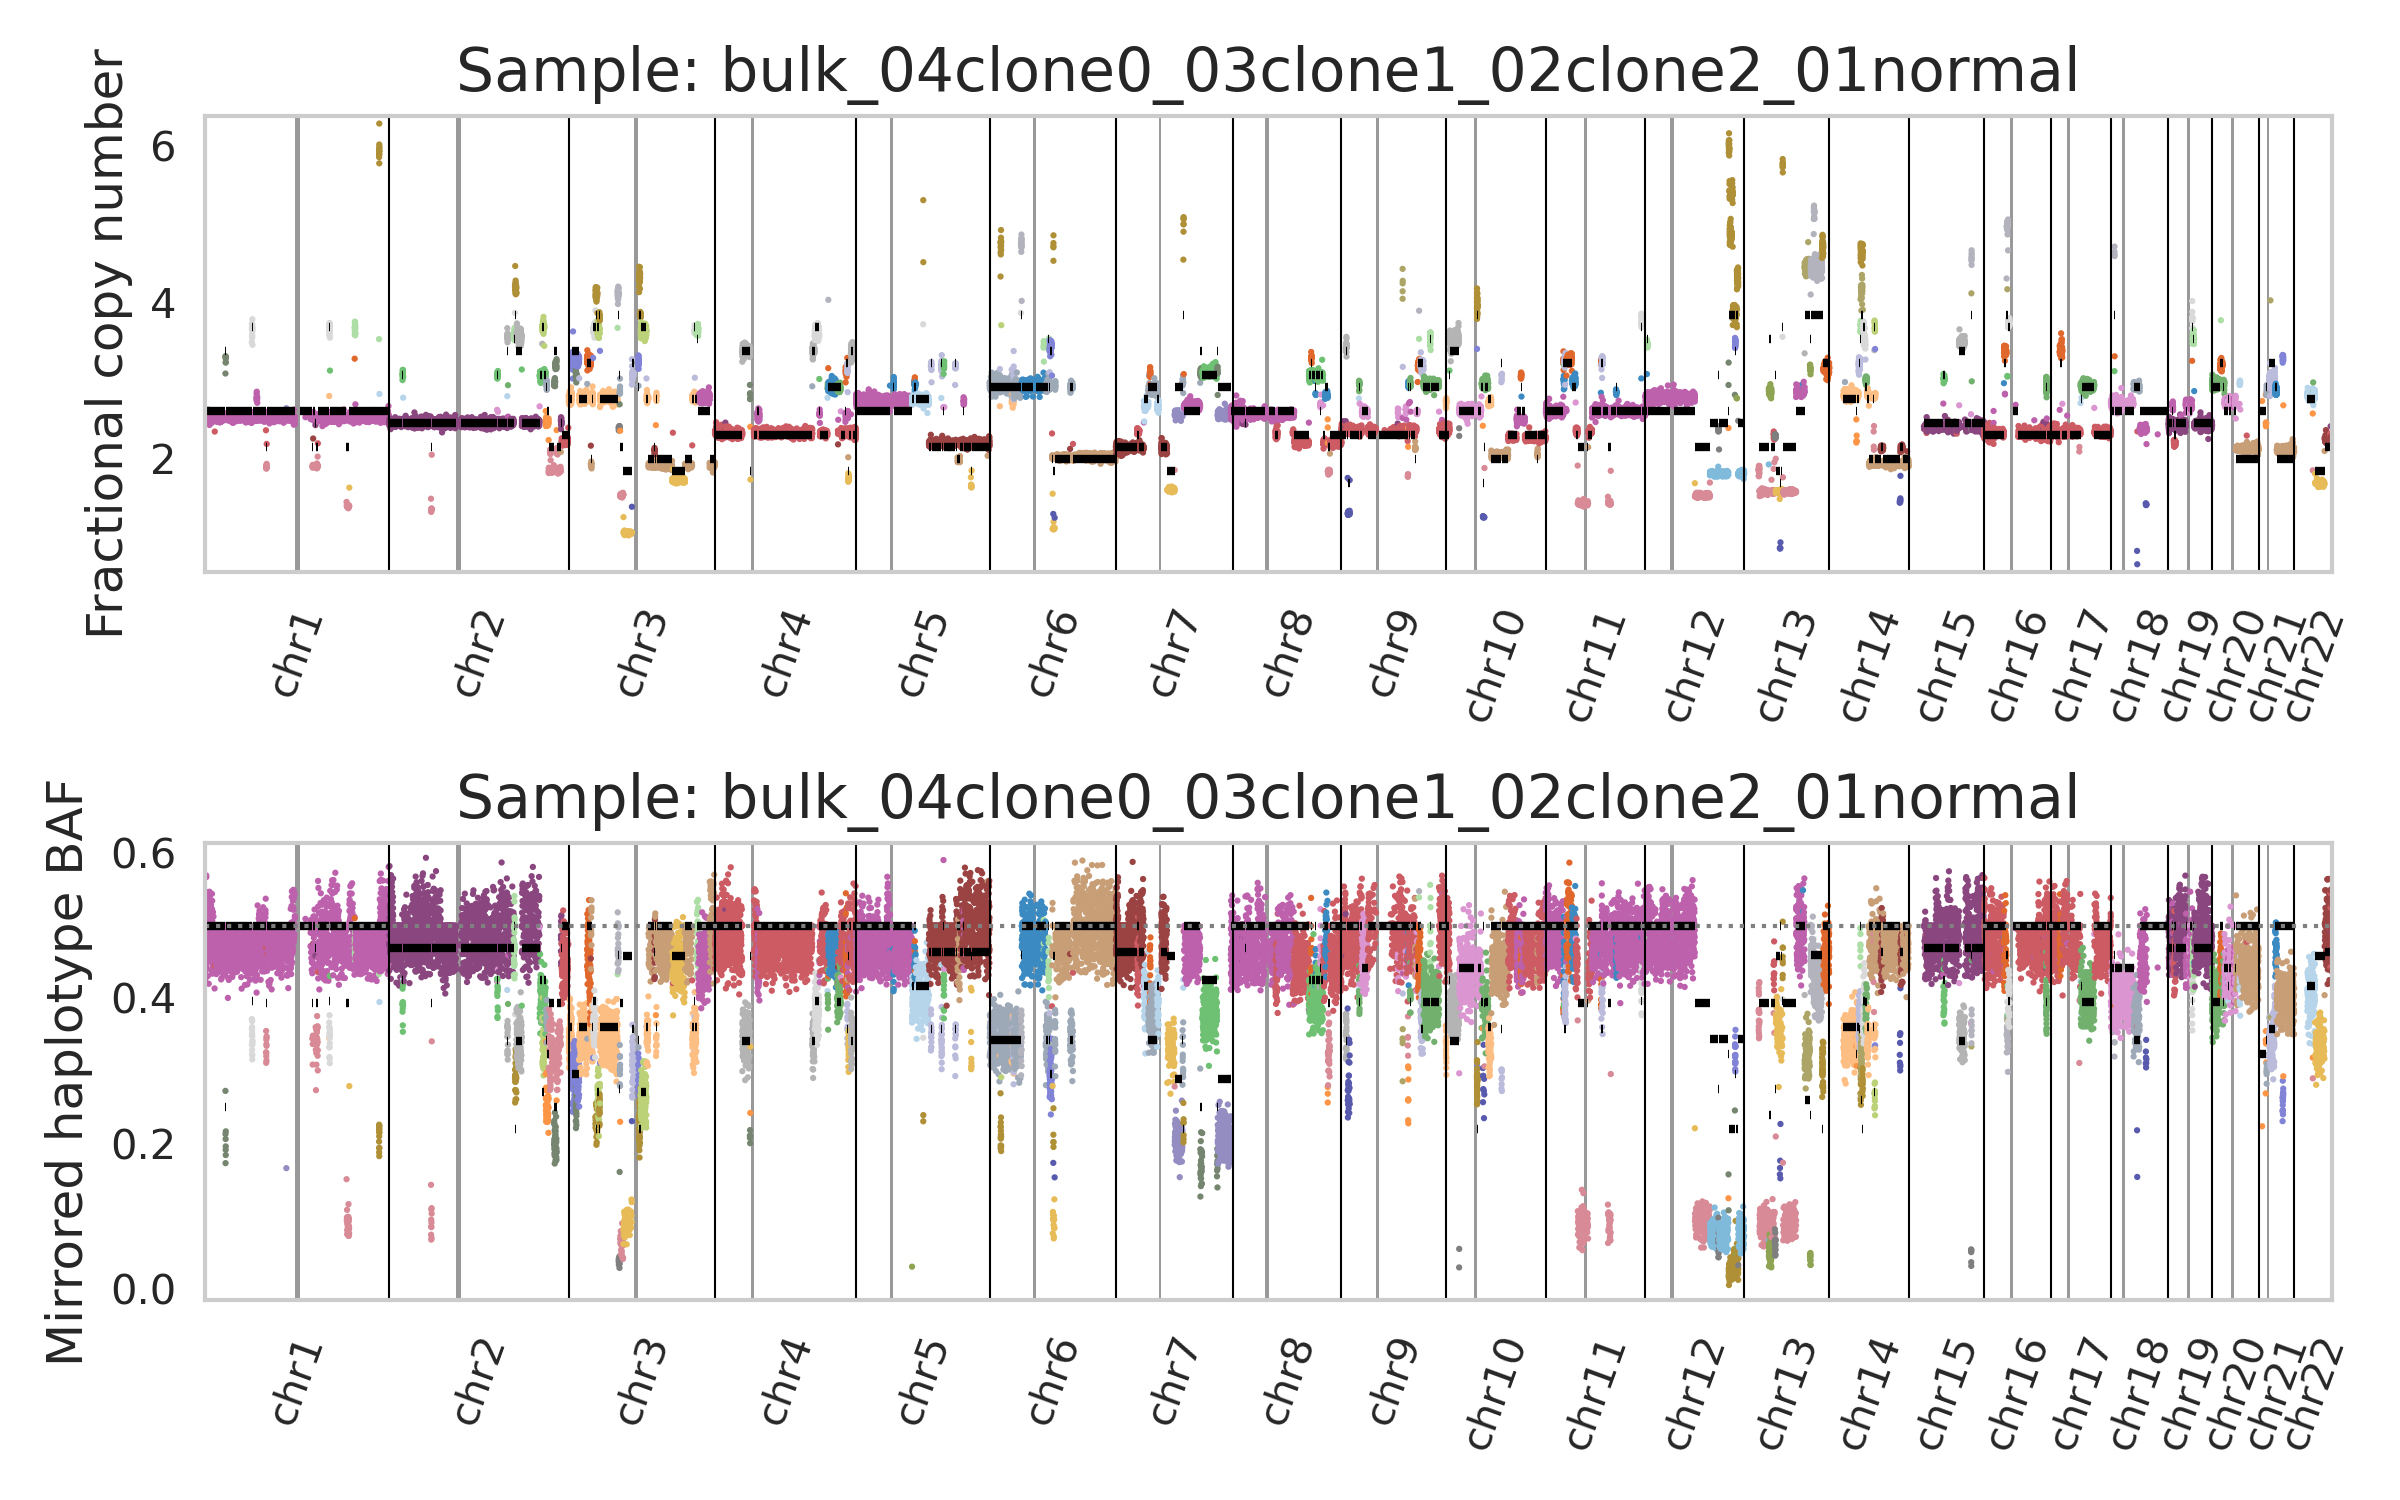 Sample: bulk_04clone0_03clone1_02clone2_01normal
Fractional copy number
6
4
2
chr1 chr2 chr3 chr4 chr5 chr6 chr7 chr8 chr9 chr10 chr11 chr12 chr13 chr14 chr15 chr16 chr17 chr18 chr19 chr20 chr21 chr22
Sample: bulk_04clone0_03clone1_02clone2_01normal
Mirrored haplotype BAF
0.6
0.4
0.2
0.0
chr1 chr2 chr3 chr4 chr5 chr6 chr7 chr8 chr9 chr10 chr11 chr12 chr13 chr14 chr15 chr16 chr17 chr18 chr19 chr20 chr21 chr22